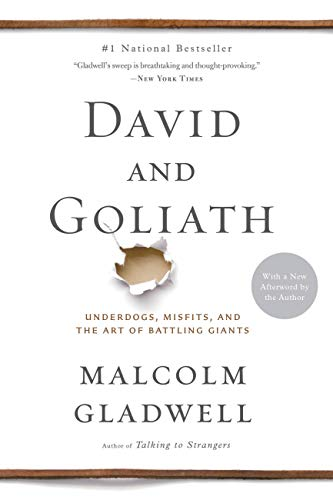 #1 National Bestseller
“Gladwell’s sweep is breathtaking and thought-provoking.”
—New York Times
DAVID
AND
GOLIATH
With a New
Afterword by
the Author
UNDERDOGS, MISFITS, AND
THE ART OF BATTLING GIANTS
MALCOLM
GLADWELL
Author of Talking to Strangers